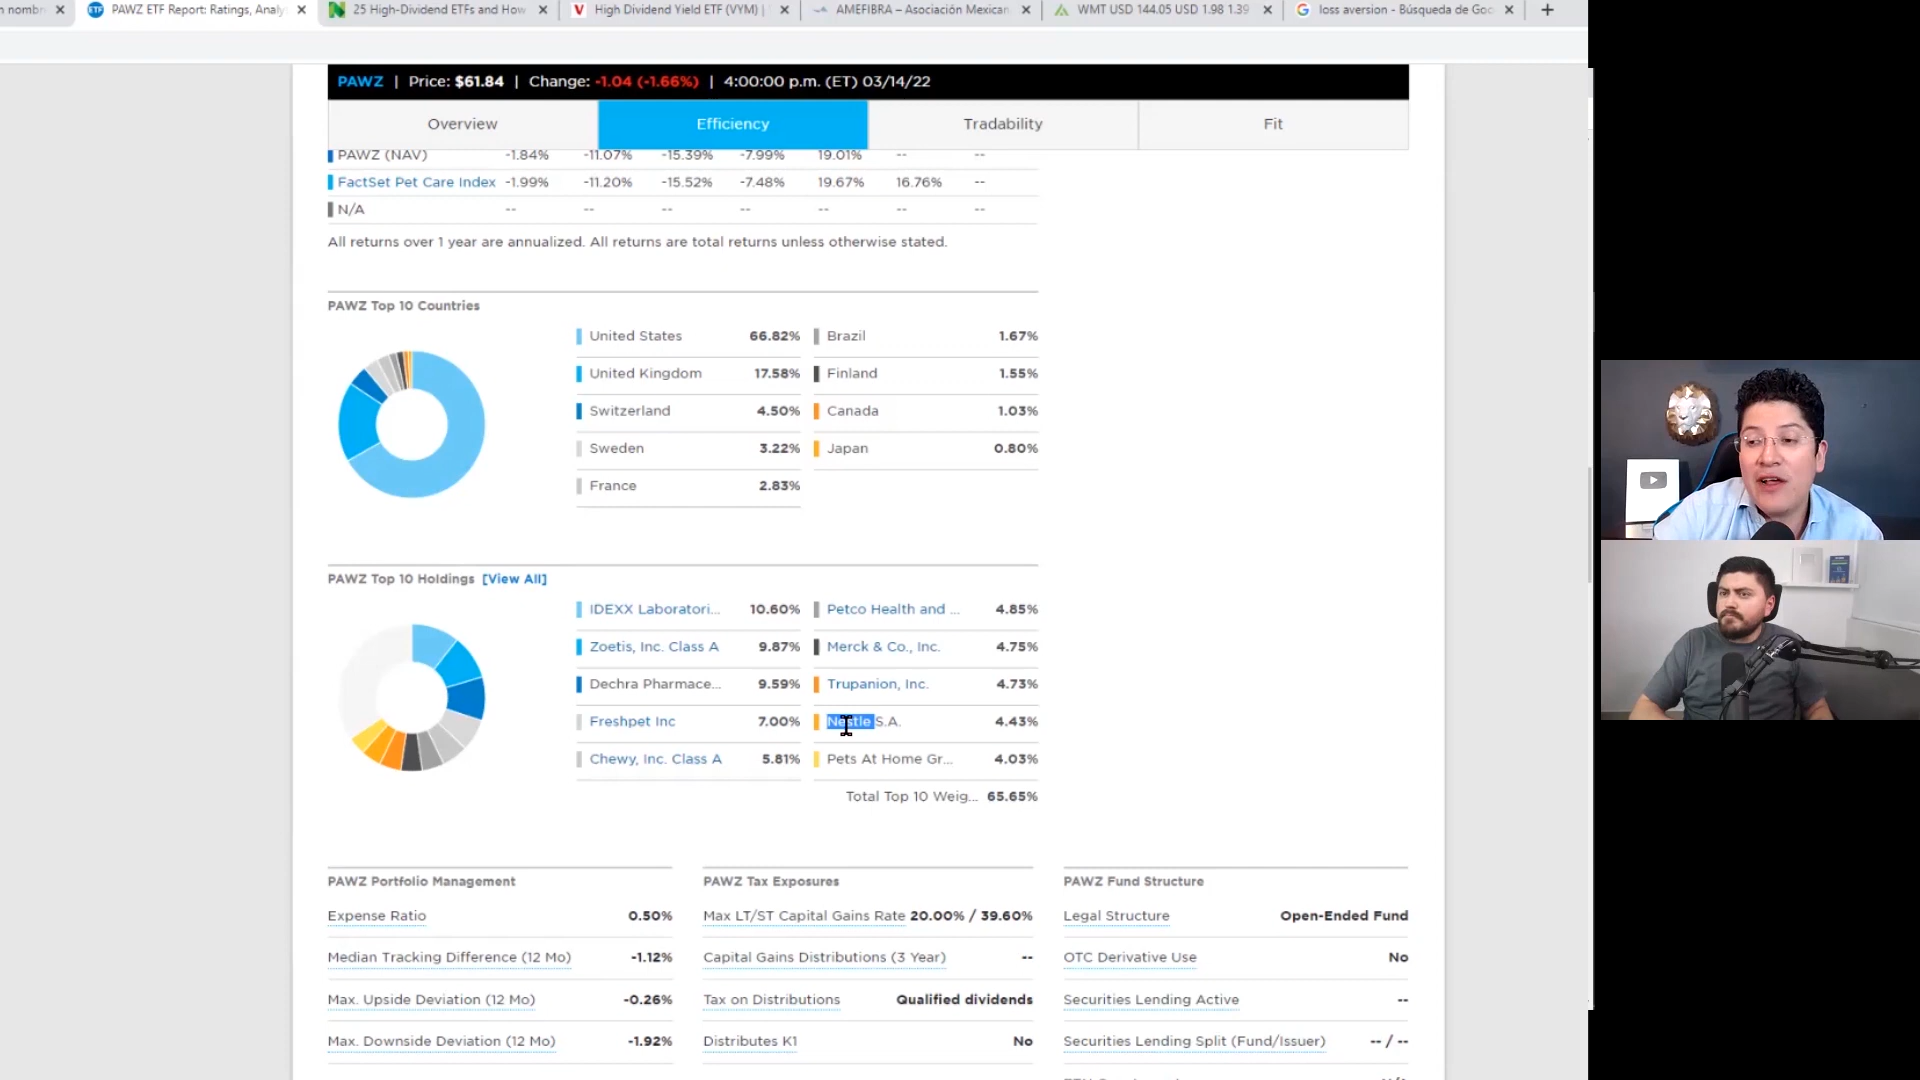 n nombr
PAWZ ETF Report: Ratings, Analy
25 High-Dividend ETFs and How
High Dividend Yield ETF (VYM) |
AMEFIBRA – Asociación Mexican
WMT USD 144.05 USD 1.98 1.39
loss aversion - Búsqueda de Goo
PAWZ | Price: $61.84 | Change: -1.04 (-1.66%) | 4:00:00 p.m. (ET) 03/14/22
Overview Efficiency Tradability Fit
PAWZ (NAV) -1.84% -11.07% -15.39% -7.99% 19.01% -- --
FactSet Pet Care Index -1.99% -11.20% -15.52% -7.48% 19.67% 16.76% --
N/A -- -- -- -- -- -- --
All returns over 1 year are annualized. All returns are total returns unless otherwise stated.
PAWZ Top 10 Countries
United States 66.82% Brazil 1.67%
United Kingdom 17.58% Finland 1.55%
Switzerland 4.50% Canada 1.03%
Sweden 3.22% Japan 0.80%
France 2.83%
PAWZ Top 10 Holdings [View All]
IDEXX Laboratori... 10.60% Petco Health and ... 4.85%
Zoetis, Inc. Class A 9.87% Merck & Co., Inc. 4.75%
Dechra Pharmace... 9.59% Trupanion, Inc. 4.73%
Freshpet Inc 7.00% Nestle S.A. 4.43%
Chewy, Inc. Class A 5.81% Pets At Home Gr... 4.03%
Total Top 10 Weig... 65.65%
PAWZ Portfolio Management PAWZ Tax Exposures PAWZ Fund Structure
Expense Ratio 0.50% Max LT/ST Capital Gains Rate 20.00% / 39.60% Legal Structure Open-Ended Fund
Median Tracking Difference (12 Mo) -1.12% Capital Gains Distributions (3 Year) -- OTC Derivative Use No
Max. Upside Deviation (12 Mo) -0.26% Tax on Distributions Qualified dividends Securities Lending Active --
Max. Downside Deviation (12 Mo) -1.92% Distributes K1 No Securities Lending Split (Fund/Issuer) -- / --